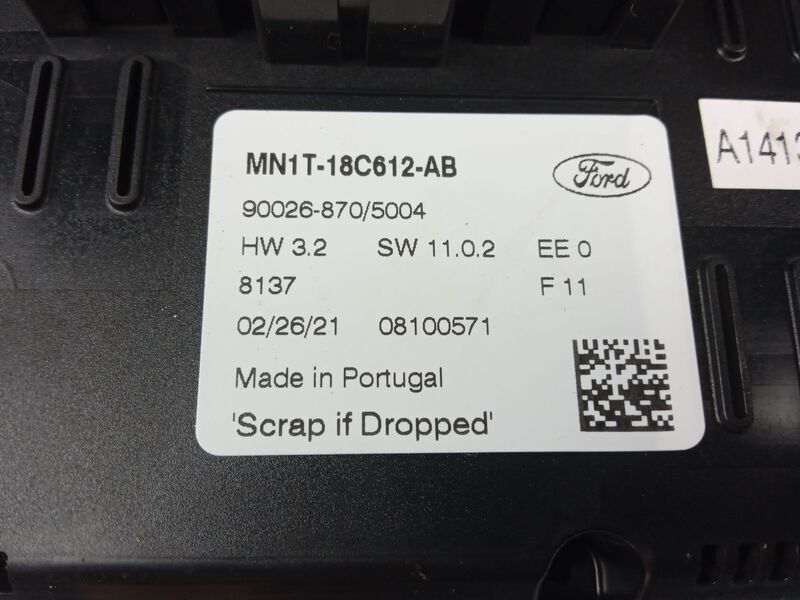 MN1T-18C612-AB
Ford
90026-870/5004
HW 3.2 SW 11.0.2 EE 0
8137 F 11
02/26/21 08100571
Made in Portugal
'Scrap if Dropped'
A1413